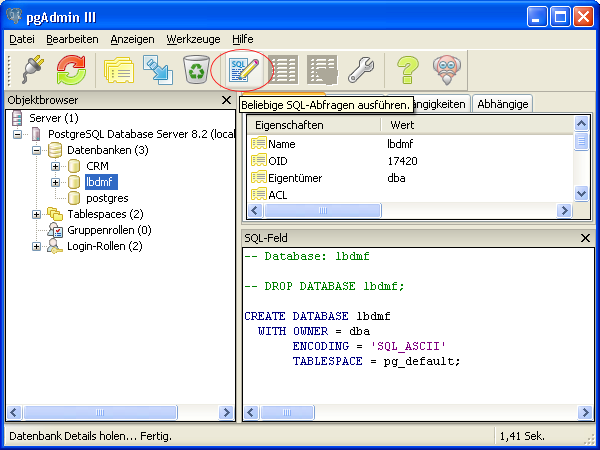 pgAdmin III
Datei Bearbeiten Anzeigen Werkzeuge Hilfe
SQL
Beliebige SQL-Abfragen ausführen.
Objektbrowser
Abhängige
Server (1)
PostgreSQL Database Server 8.2 (local
Datenbanken (3)
CRM
lbdmf
postgres
Tablespaces (2)
Gruppenrollen (0)
Login-Rollen (2)
Eigenschaften Wert
Name lbdmf
OID 17420
Eigentümer dba
ACL
SQL-Feld
-- Database: lbdmf
-- DROP DATABASE lbdmf;
CREATE DATABASE lbdmf
WITH OWNER = dba
ENCODING = 'SQL_ASCII'
TABLESPACE = pg_default;
Datenbank Details holen... Fertig. 1,41 Sek.